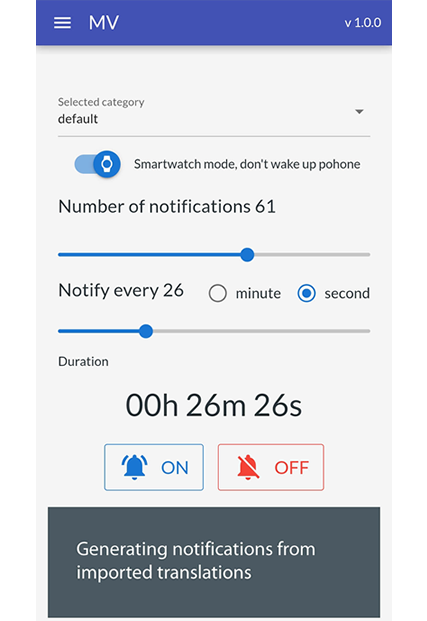 MV
v 1.0.0
Selected category
default
Smartwatch mode, don't wake up pohone
Number of notifications 61
Notify every 26
minute
second
Duration
00h 26m 26s
ON
OFF
Generating notifications from
imported translations